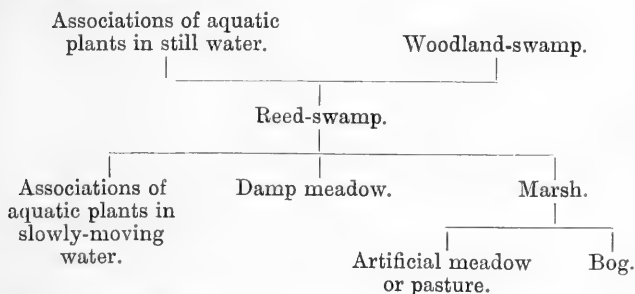 Associations of aquatic
plants in still water.
Woodland-swamp.
Reed-swamp.
Associations of
aquatic plants in
slowly-moving
water.
Damp meadow.
Marsh.
Artificial meadow
or pasture.
Bog.